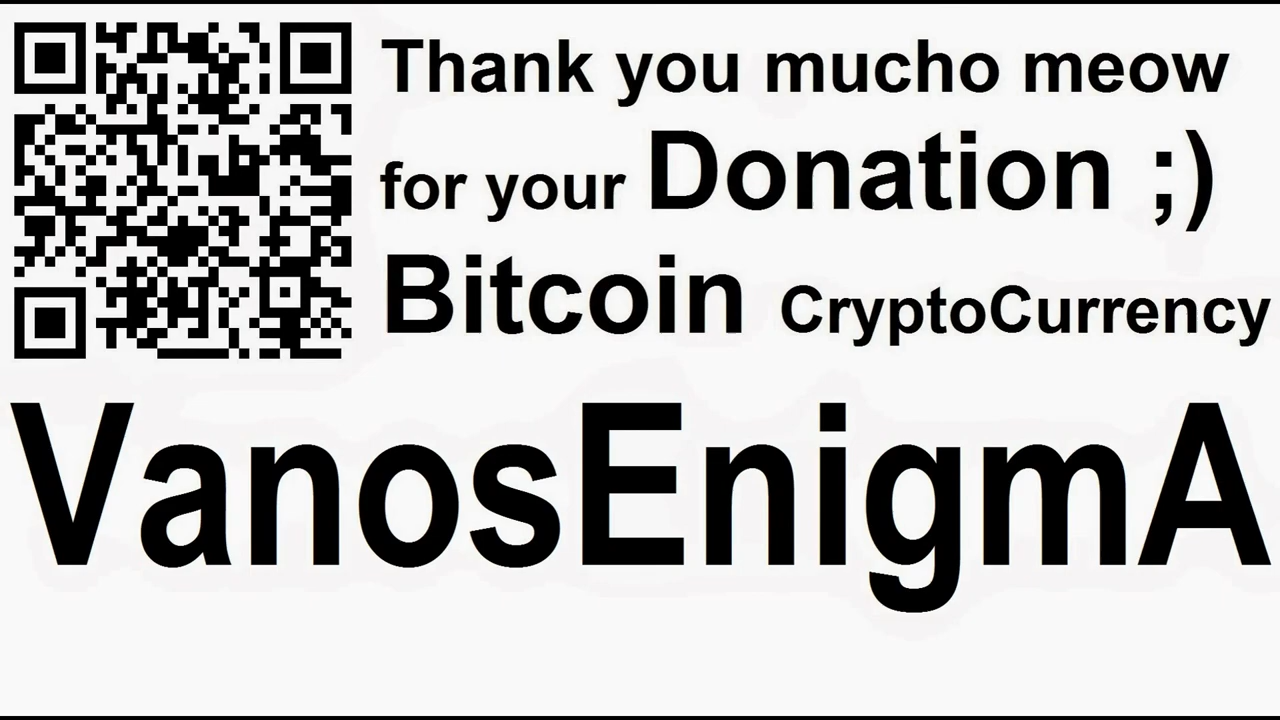 Thank you mucho meow
for your Donation ;)
Bitcoin CryptoCurrency
VanosEnigmA